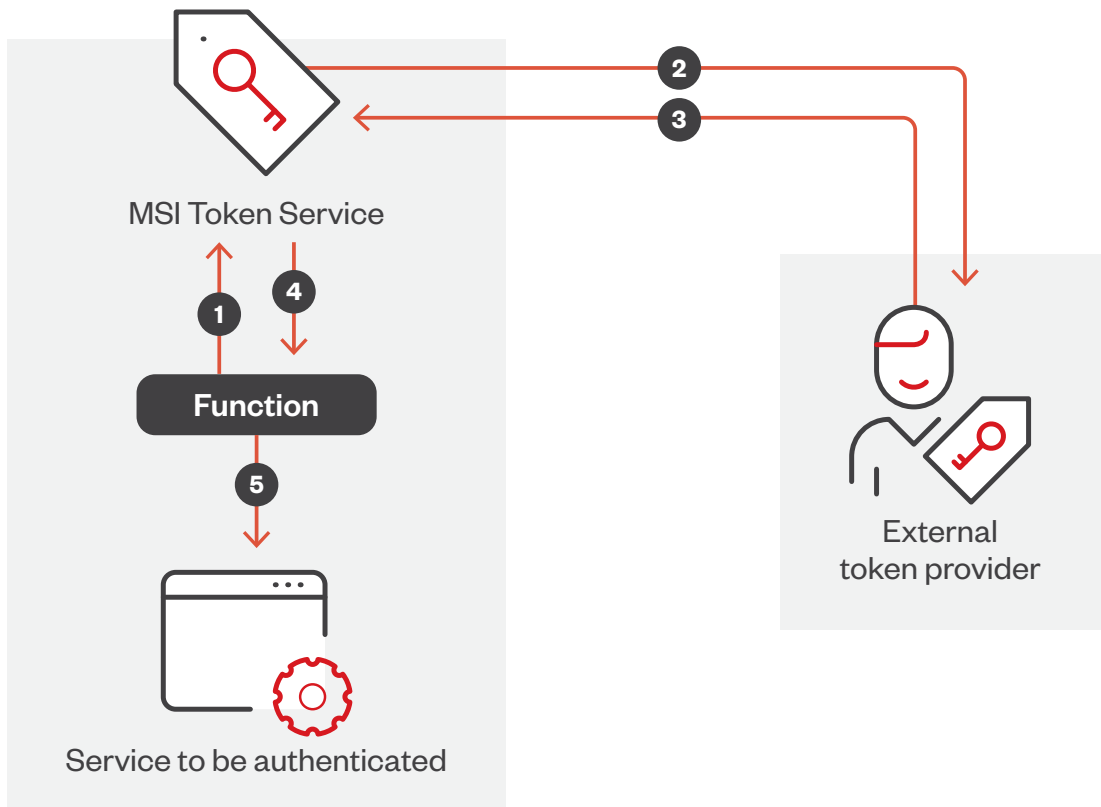 2
3
MSI Token Service
1
4
Function
5
External
token provider
Service to be authenticated